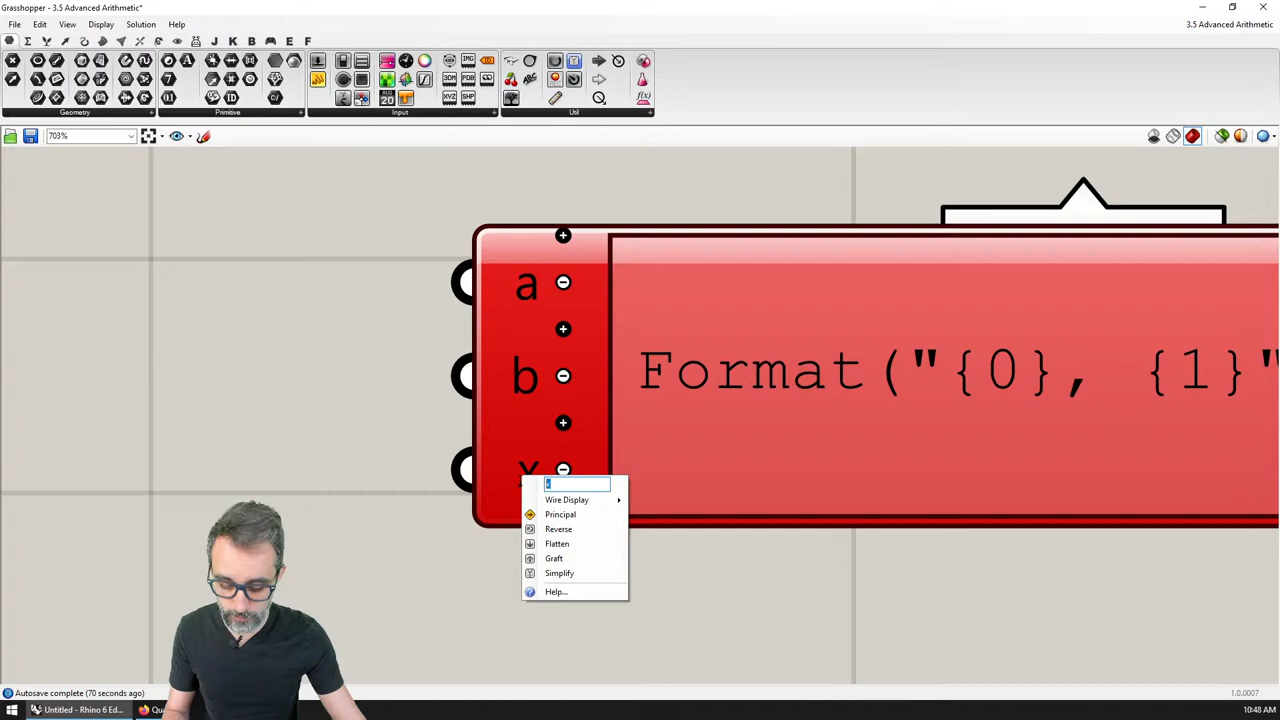 Grasshopper - 3.5 Advanced Arithmetic*
File Edit View Display Solution Help
3.5 Advanced Arithmetic
J K B E F
Geometry + Primitive + Input + Util +
703%
a
b
x
Format("{0}, {1}"
Wire Display
Principal
Reverse
Flatten
Graft
Simplify
Help...
Autosave complete (70 seconds ago)
1.0.0007
Untitled - Rhino 6 Ed...
10:48 AM